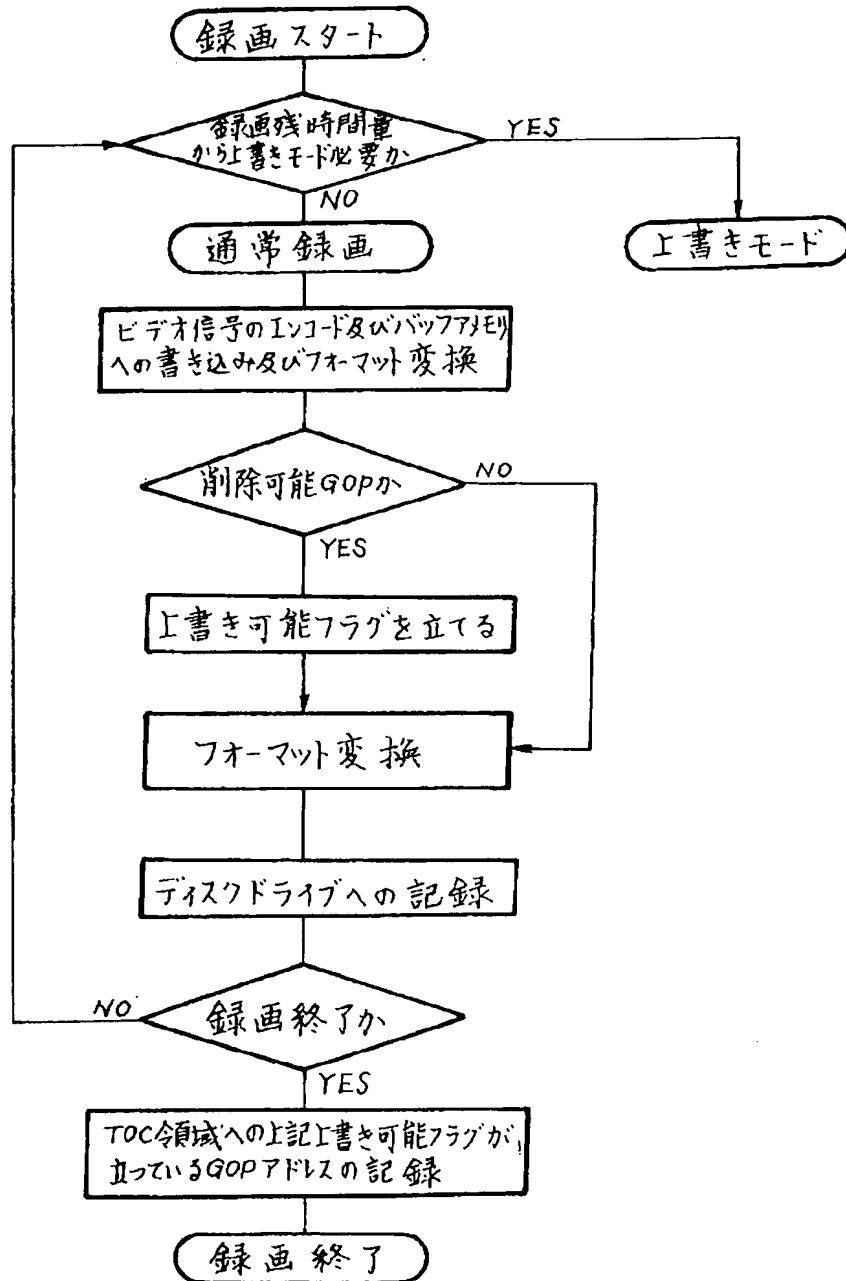 録画スタート
録画残時間量
から上書きモード必要か
YES
NO
通常録画
上書きモード
ビデオ信号のエンコード及びバッファメモリ
への書き込み及びフォーマット変換
削除可能GOPか
NO
YES
上書き可能フラグを立てる
フォーマット変換
ディスクドライブへの記録
NO
録画終了か
YES
TOC領域への上記上書き可能フラグが
立っているGOPアドレスの記録
録画終了